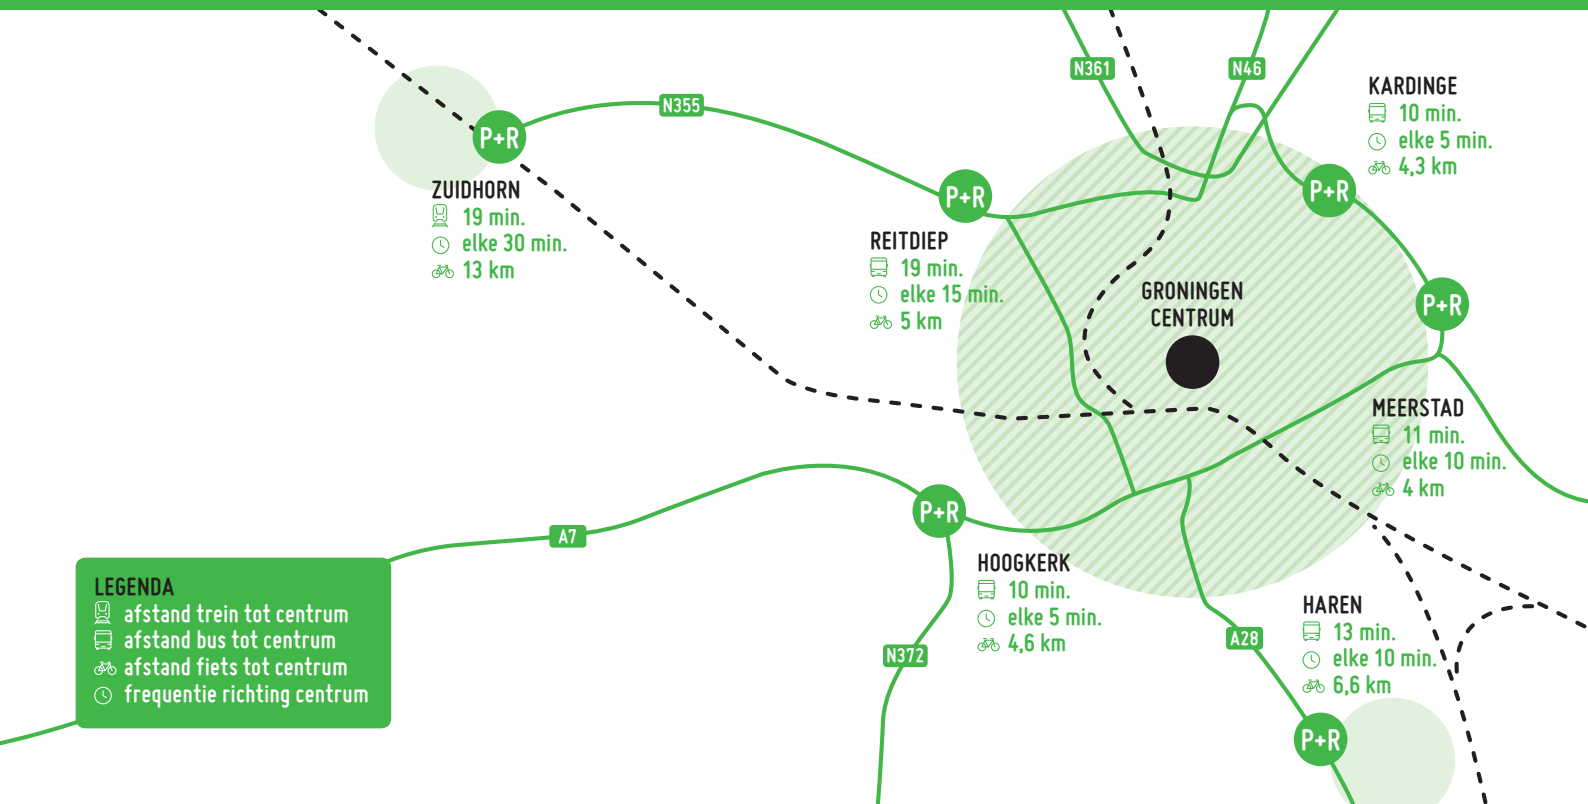 N361
N46
N355
KARDINGE
10 min.
elke 5 min.
4,3 km
P+R
ZUIDHORN
19 min.
elke 30 min.
13 km
P+R
REITDIEP
19 min.
elke 15 min.
5 km
P+R
GRONINGEN
CENTRUM
P+R
MEERSTAD
11 min.
elke 10 min.
4 km
P+R
A7
HOOGKERK
10 min.
elke 5 min.
4,6 km
N372
A28
HAREN
13 min.
elke 10 min.
6,6 km
P+R
LEGENDA
afstand trein tot centrum
afstand bus tot centrum
afstand fiets tot centrum
frequentie richting centrum